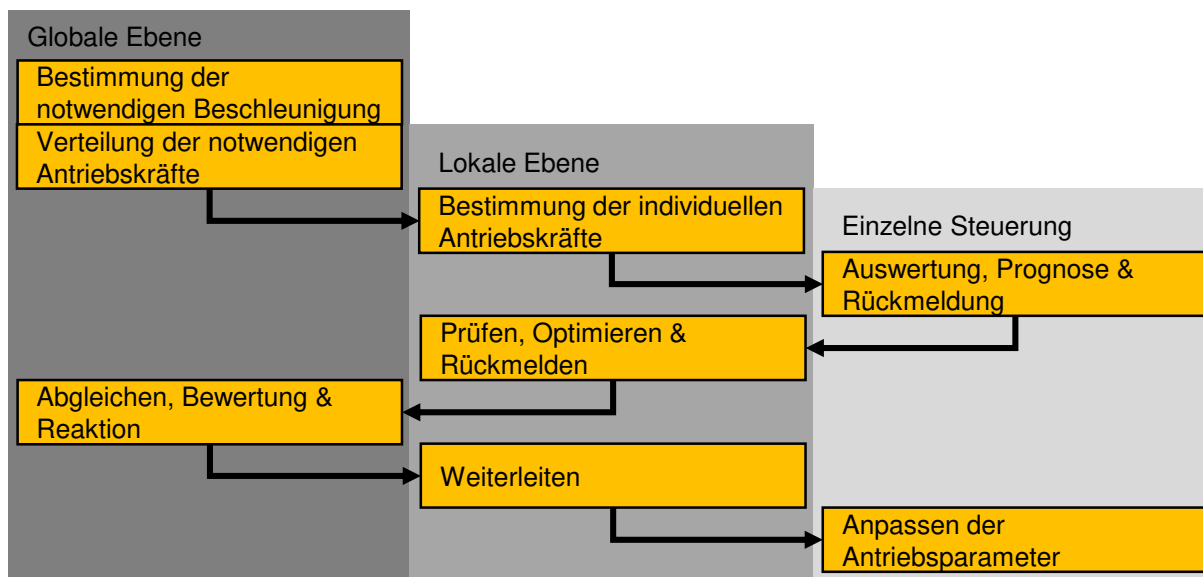 Globale Ebene
Bestimmung der
notwendigen Beschleunigung
Verteilung der notwendigen
Antriebskräfte
Lokale Ebene
Bestimmung der individuellen
Antriebskräfte
Einzelne Steuerung
Auswertung, Prognose &
Rückmeldung
Prüfen, Optimieren &
Rückmelden
Abgleichen, Bewertung &
Reaktion
Weiterleiten
Anpassen der
Antriebsparameter